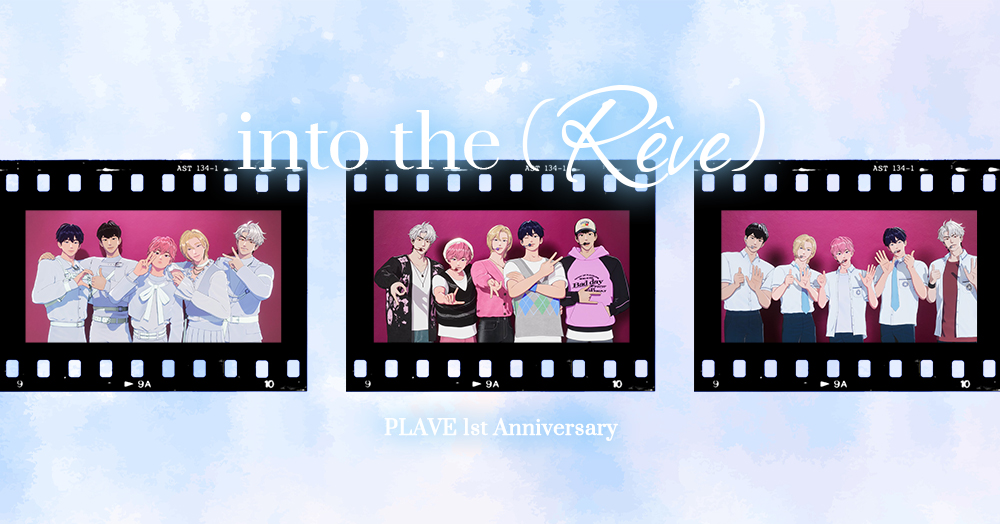 into the (Rêve)
AST 134-1 AST 134-1 AST 134-1
Bad day
9 ▶ 9A 10 9 ▶ 9A 10 9 ▶ 9A 10
PLAVE 1st Anniversary